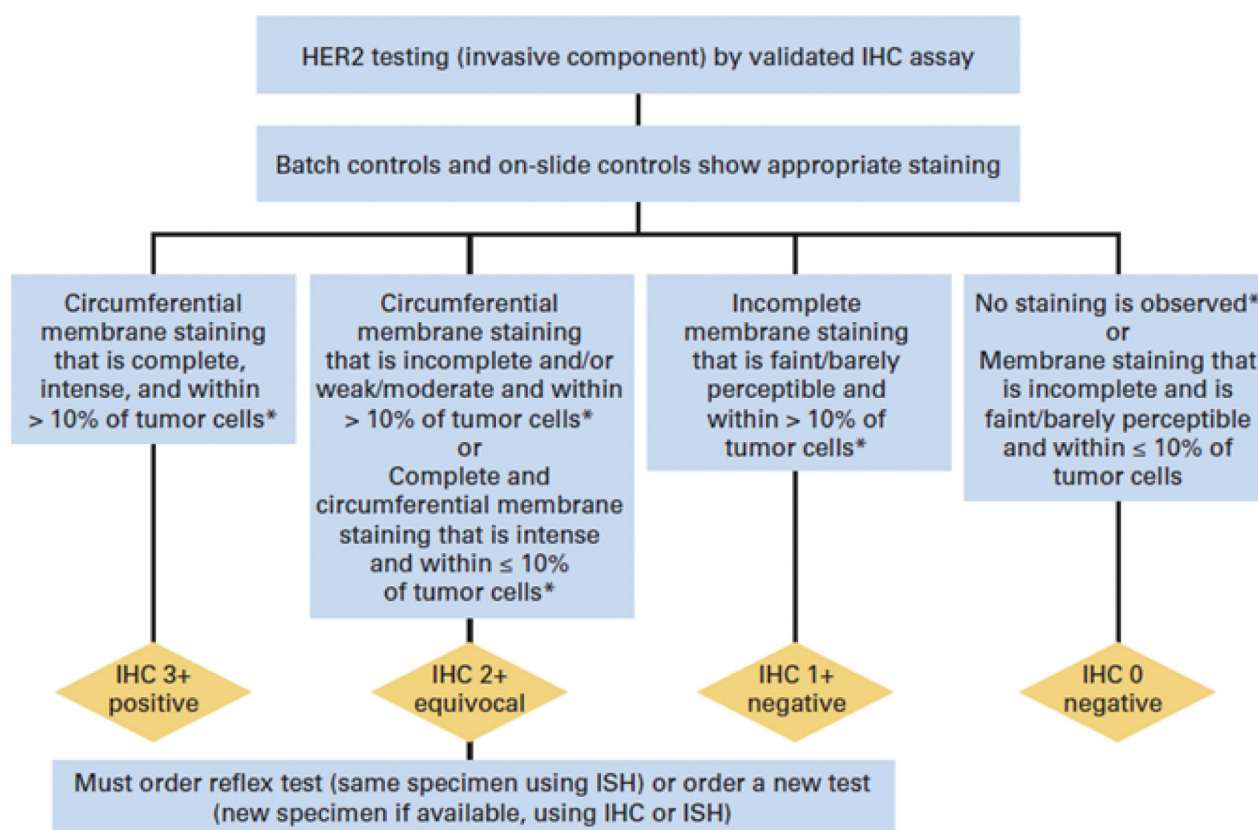 HER2 testing (invasive component) by validated IHC assay
Batch controls and on-slide controls show appropriate staining
Circumferential
membrane staining
that is complete,
intense, and within
> 10% of tumor cells*
Circumferential
membrane staining
that is incomplete and/or
weak/moderate and within
> 10% of tumor cells*
or
Complete and
circumferential membrane
staining that is intense
and within ≤ 10%
of tumor cells*
Incomplete
membrane staining
that is faint/barely
perceptible and
within > 10% of
tumor cells*
No staining is observed*
or
Membrane staining that
is incomplete and is
faint/barely perceptible
and within ≤ 10% of
tumor cells
IHC 3+
positive
IHC 2+
equivocal
IHC 1+
negative
IHC 0
negative
Must order reflex test (same specimen using ISH) or order a new test
(new specimen if available, using IHC or ISH)